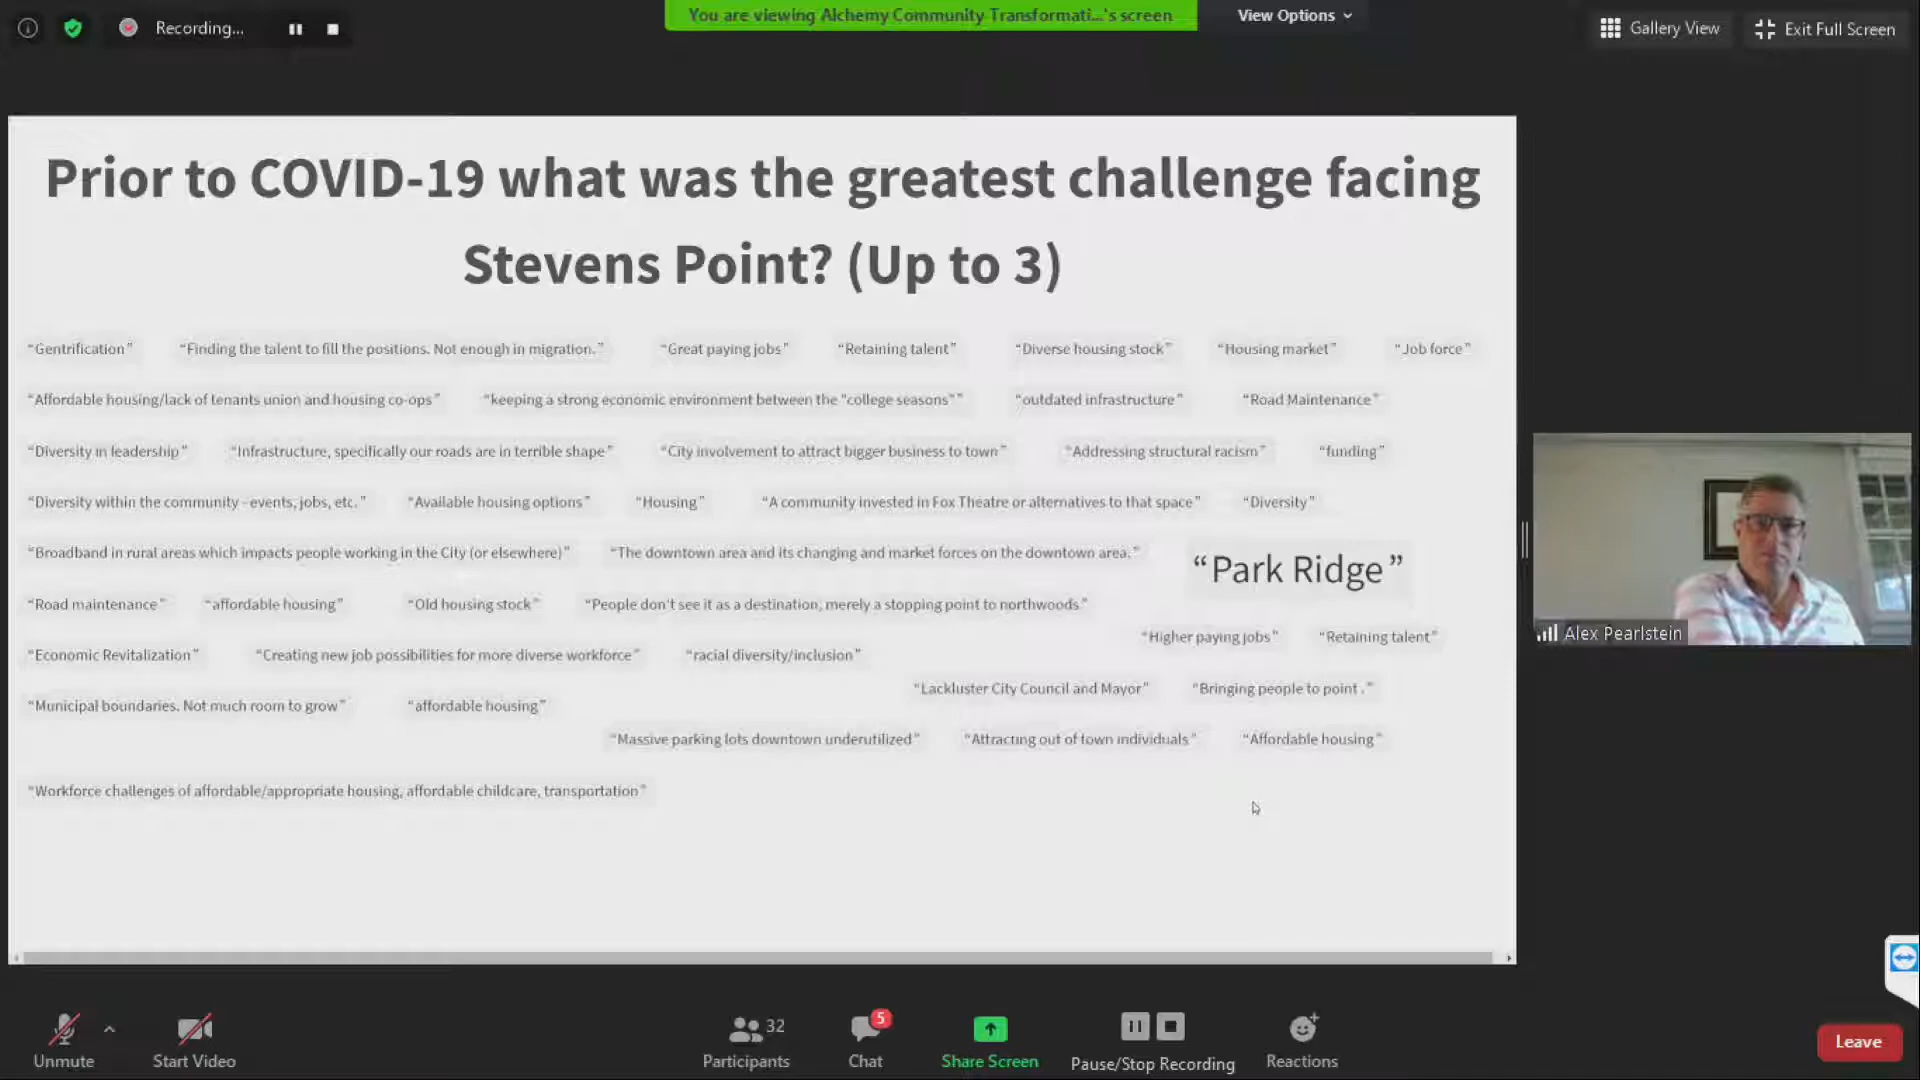 Recording...
You are viewing Alchemy Community Transformati...'s screen
View Options
Gallery View
Exit Full Screen
Prior to COVID-19 what was the greatest challenge facing
Stevens Point? (Up to 3)
“Gentrification” “Finding the talent to fill the positions. Not enough in migration.” “Great paying jobs” “Retaining talent” “Diverse housing stock” “Housing market” “Job force”
“Affordable housing/lack of tenants union and housing co-ops” “keeping a strong economic environment between the "college seasons"” “outdated infrastructure” “Road Maintenance”
“Diversity in leadership” “Infrastructure, specifically our roads are in terrible shape” “City involvement to attract bigger business to town” “Addressing structural racism” “funding”
“Diversity within the community - events, jobs, etc.” “Available housing options” “Housing” “A community invested in Fox Theatre or alternatives to that space” “Diversity”
“Broadband in rural areas which impacts people working in the City (or elsewhere)” “The downtown area and its changing and market forces on the downtown area.”
“Park Ridge”
“Road maintenance” “affordable housing” “Old housing stock” “People don't see it as a destination, merely a stopping point to northwoods.”
“Higher paying jobs” “Retaining talent”
“Economic Revitalization” “Creating new job possibilities for more diverse workforce” “racial diversity/inclusion”
“Lackluster City Council and Mayor” “Bringing people to point .”
“Municipal boundaries. Not much room to grow” “affordable housing”
“Massive parking lots downtown underutilized” “Attracting out of town individuals” “Affordable housing”
“Workforce challenges of affordable/appropriate housing, affordable childcare, transportation”
Alex Pearlstein
Unmute
Start Video
32
Participants
5
Chat
Share Screen
Pause/Stop Recording
Reactions
Leave